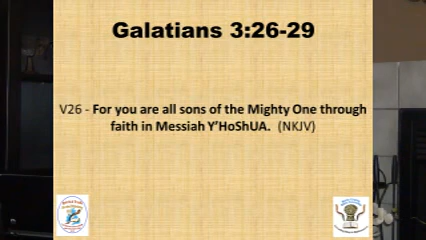 Galatians 3:26-29
V26 - For you are all sons of the Mighty One through
faith in Messiah Y'HoShUA. (NKJV)